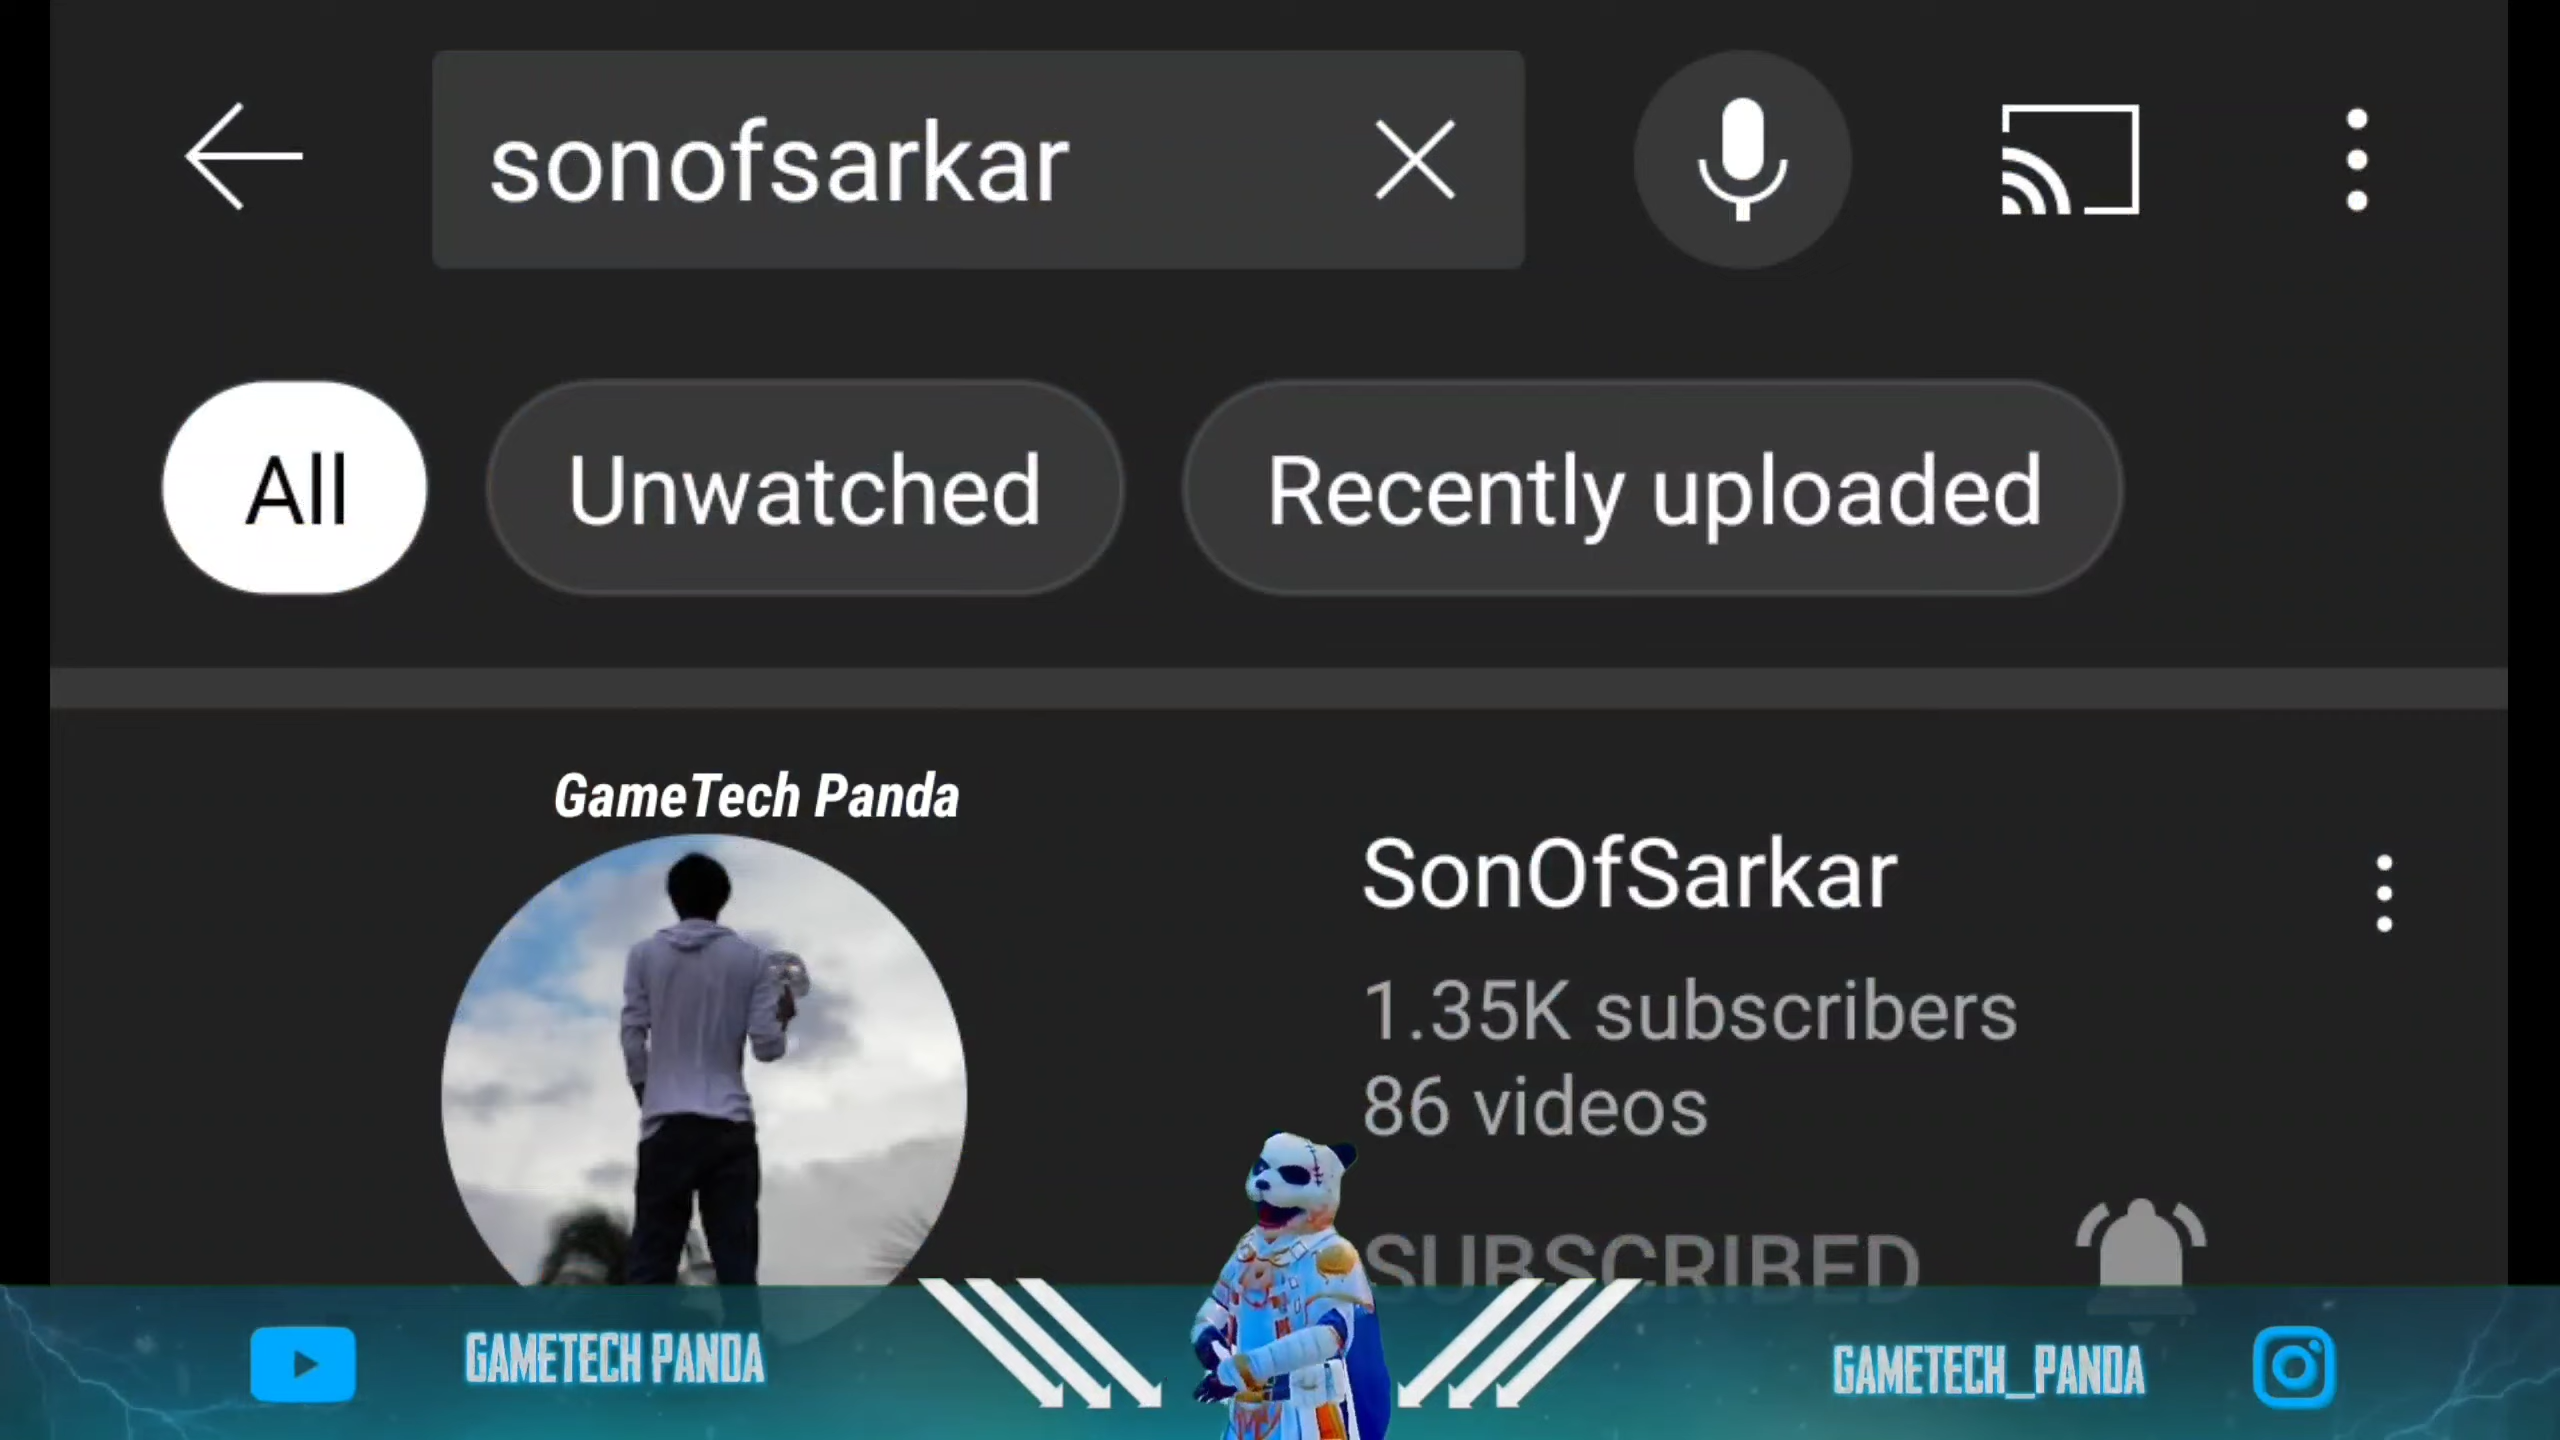 sonofsarkar
All
Unwatched
Recently uploaded
GameTech Panda
SonOfSarkar
1.35K subscribers
86 videos
SUBSCRIBED
GAMETECH PANDA
GAMETECH_PANDA